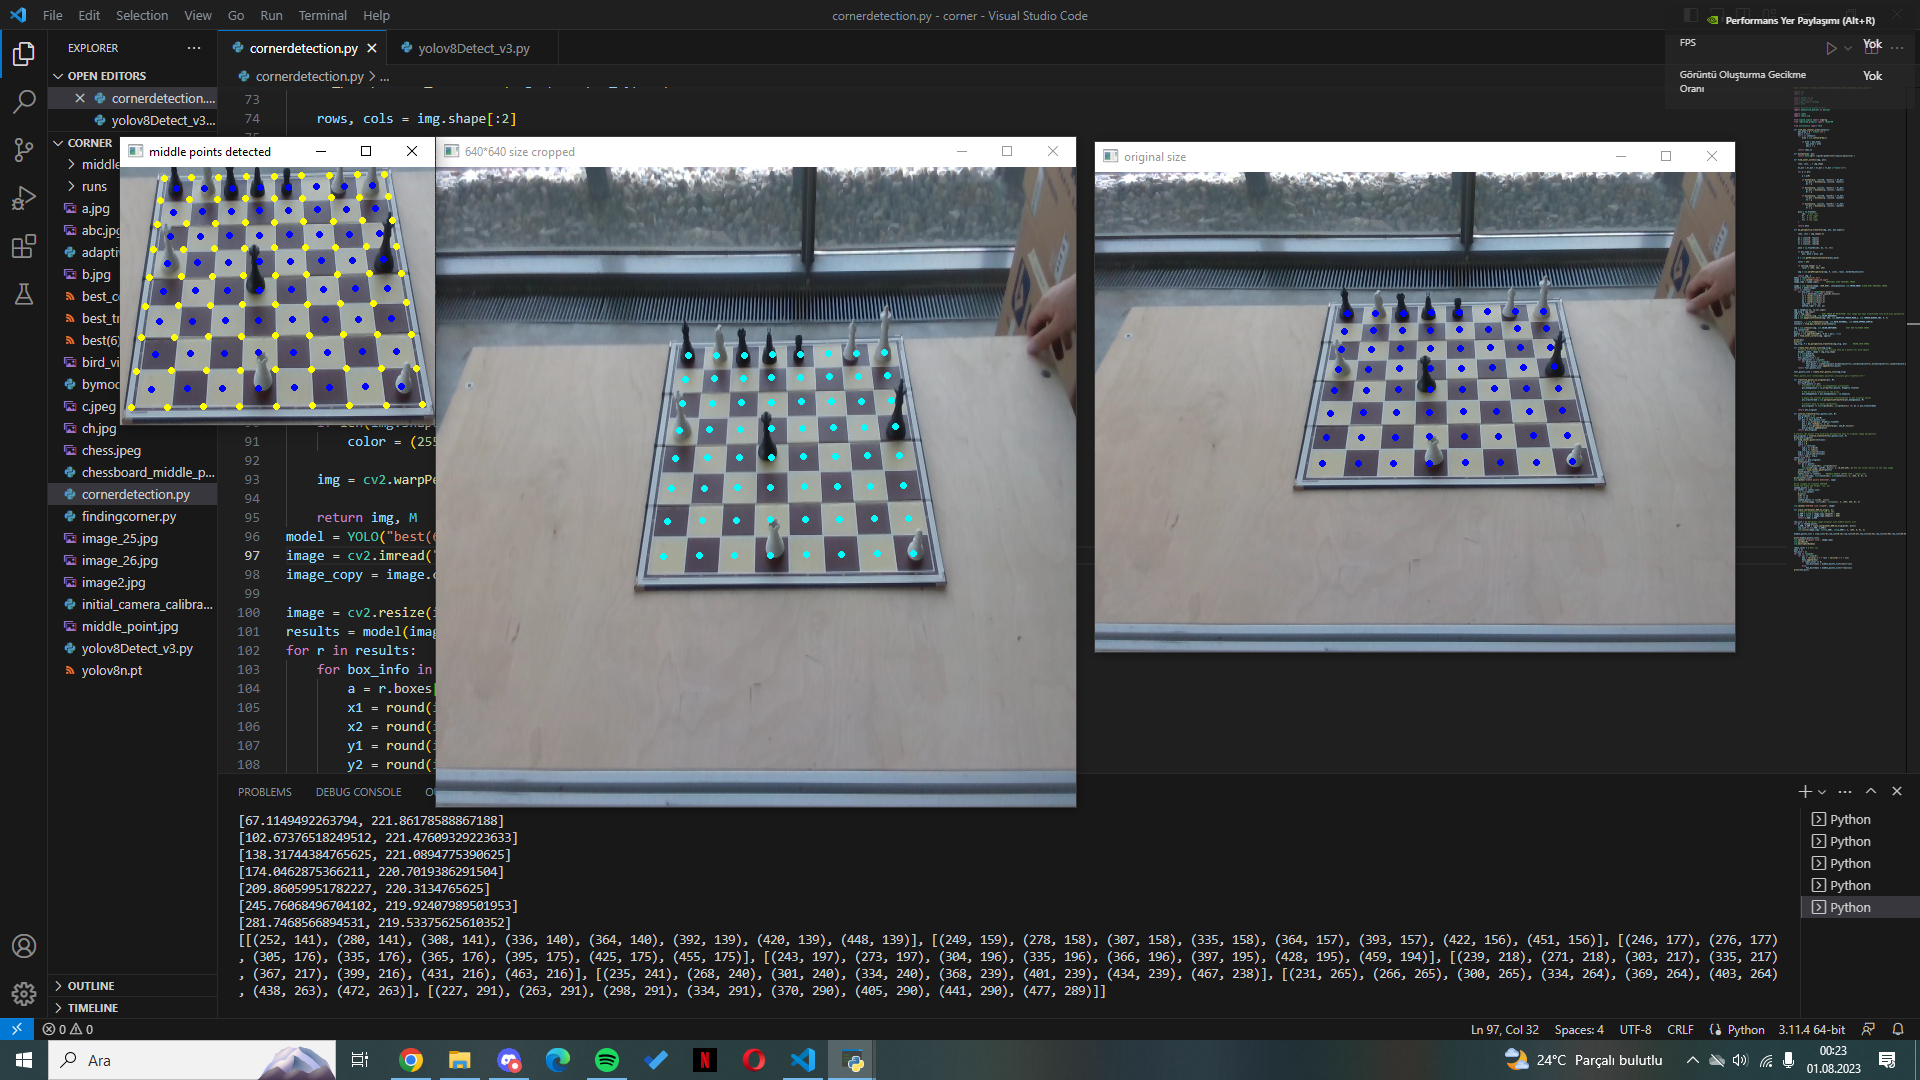 File Edit Selection View Go Run Terminal Help
cornerdetection.py - corner - Visual Studio Code
Performans Yer Paylaşımı (Alt+R)
FPS Yok
Görüntü Oluşturma Gecikme Oranı Yok
EXPLORER
OPEN EDITORS
cornerdetection....
yolov8Detect_v3...
CORNER
middle
runs
a.jpg
abc.jpg
adapti
b.jpg
best_c
best_tr
best(6)
bird_vi
bymo
c.jpeg
ch.jpg
chess.jpeg
chessboard_middle_p...
cornerdetection.py
findingcorner.py
image_25.jpg
image_26.jpg
image2.jpg
initial_camera_calibra...
middle_point.jpg
yolov8Detect_v3.py
yolov8n.pt
OUTLINE
TIMELINE
cornerdetection.py
yolov8Detect_v3.py
cornerdetection.py > ...
73
74 rows, cols = img.shape[:2]
middle points detected
640*640 size cropped
original size
91 color = (255
92
93 img = cv2.warpPe
94
95 return img, M
96 model = YOLO("best(6
97 image = cv2.imread("
98 image_copy = image.c
99
100 image = cv2.resize(i
101 results = model(imag
102 for r in results:
103 for box_info in
104 a = r.boxes[
105 x1 = round(i
106 x2 = round(i
107 y1 = round(i
108 y2 = round(i
PROBLEMS DEBUG CONSOLE
[67.1149492263794, 221.86178588867188]
[102.67376518249512, 221.47609329223633]
[138.31744384765625, 221.0894775390625]
[174.0462875366211, 220.7019386291504]
[209.86059951782227, 220.3134765625]
[245.76068496704102, 219.92407989501953]
[281.7468566894531, 219.53375625610352]
[[(252, 141), (280, 141), (308, 141), (336, 140), (364, 140), (392, 139), (420, 139), (448, 139)], [(249, 159), (278, 158), (307, 158), (335, 158), (364, 157), (393, 157), (422, 156), (451, 156)], [(246, 177), (276, 177)
, (305, 176), (335, 176), (365, 176), (395, 175), (425, 175), (455, 175)], [(243, 197), (273, 197), (304, 196), (335, 196), (366, 196), (397, 195), (428, 195), (459, 194)], [(239, 218), (271, 218), (303, 217), (335, 217)
, (367, 217), (399, 216), (431, 216), (463, 216)], [(235, 241), (268, 240), (301, 240), (334, 240), (368, 239), (401, 239), (434, 239), (467, 238)], [(231, 265), (266, 265), (300, 265), (334, 264), (369, 264), (403, 264)
, (438, 263), (472, 263)], [(227, 291), (263, 291), (298, 291), (334, 291), (370, 290), (405, 290), (441, 290), (477, 289)]]
Python
Python
Python
Python
Python
0 0
Ln 97, Col 32 Spaces: 4 UTF-8 CRLF Python 3.11.4 64-bit
Ara
24°C Parçalı bulutlu
00:23
01.08.2023